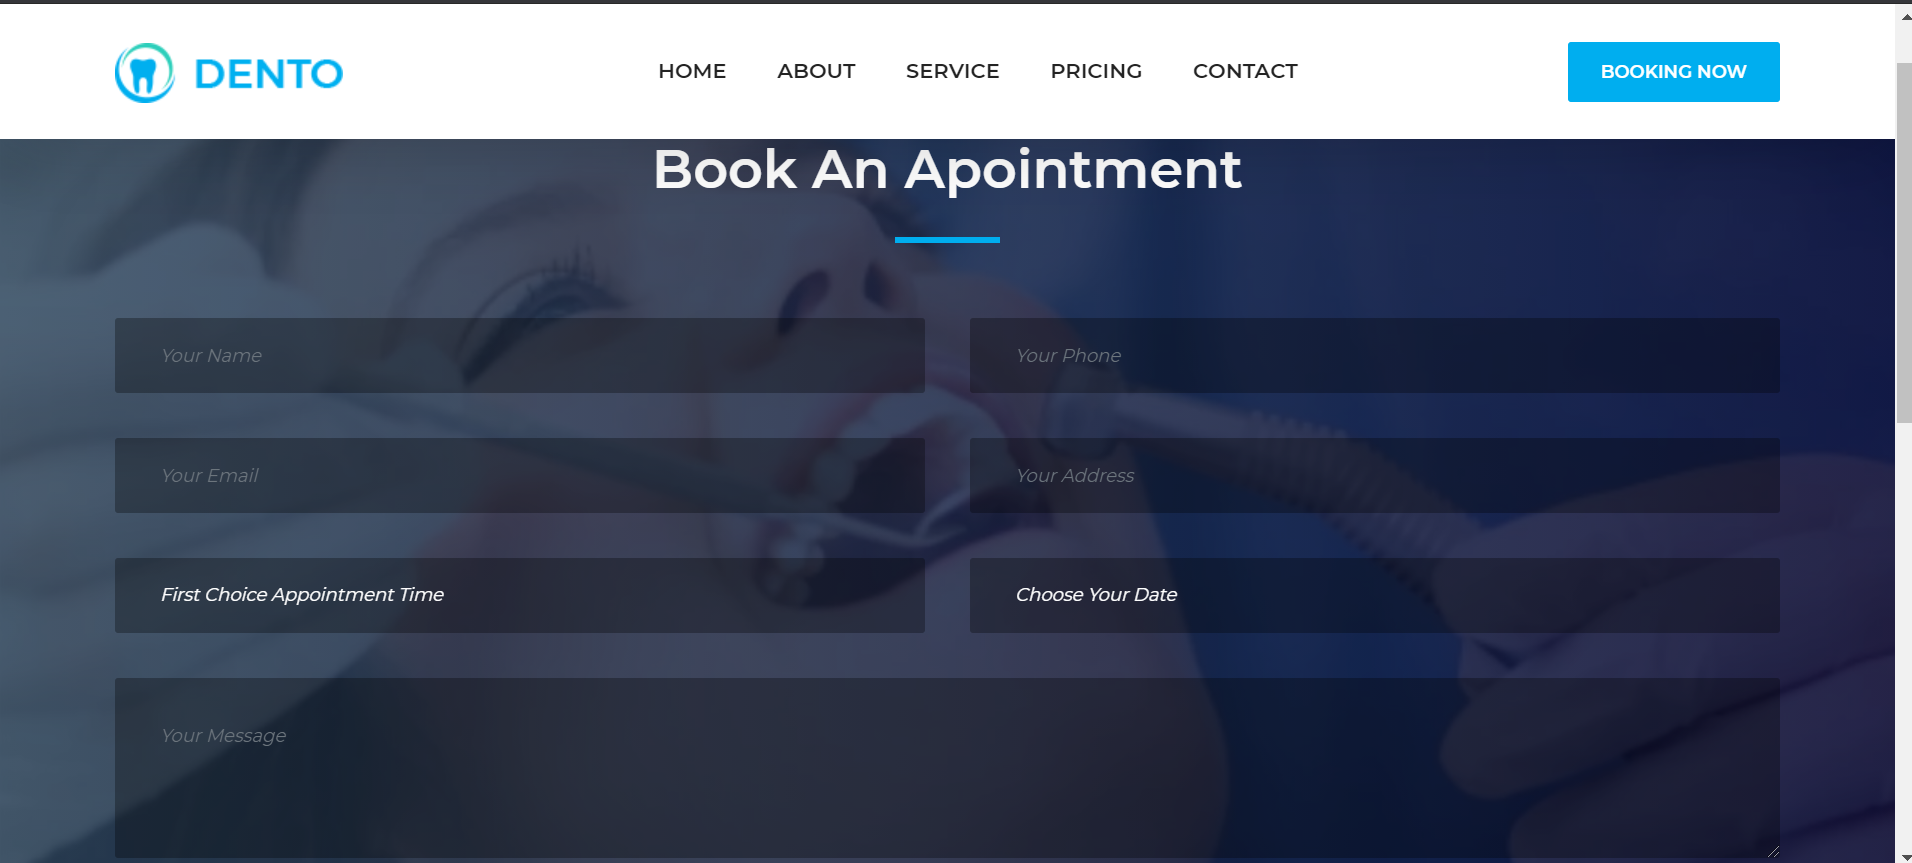 DENTO
HOME ABOUT SERVICE PRICING CONTACT
BOOKING NOW
Book An Apointment
Your Name
Your Phone
Your Email
Your Address
First Choice Appointment Time
Choose Your Date
Your Message